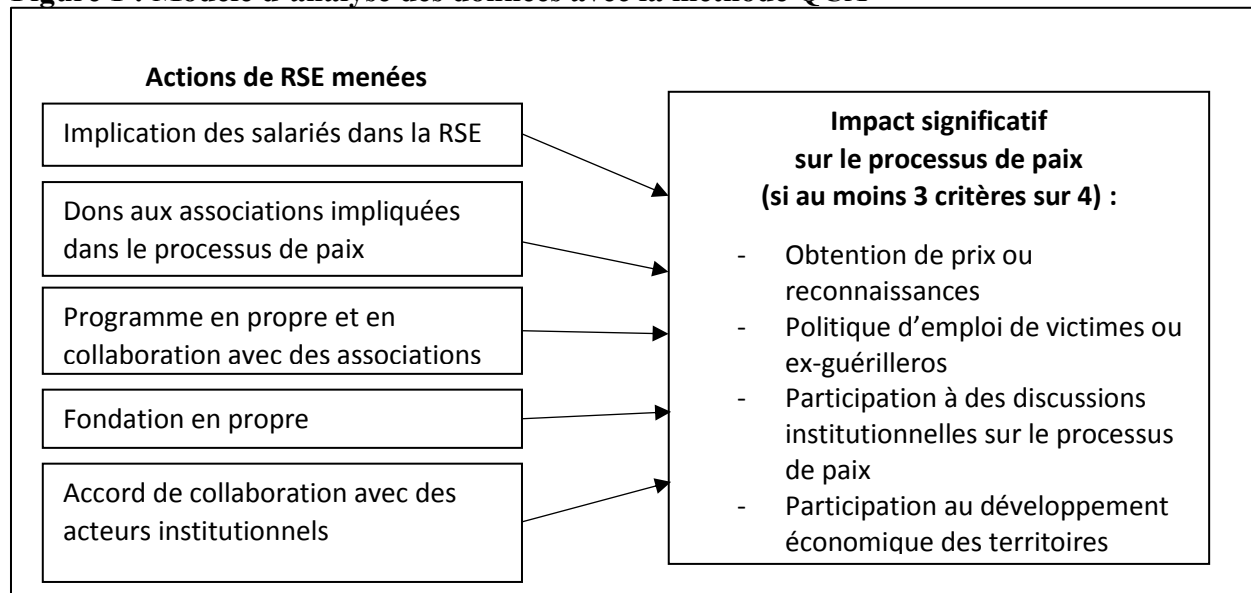 Figure 1 : Modèle d'analyse des données avec la méthode QCA
Actions de RSE menées
Implication des salariés dans la RSE
Dons aux associations impliquées
dans le processus de paix
Programme en propre et en
collaboration avec des associations
Fondation en propre
Accord de collaboration avec des
acteurs institutionnels
Impact significatif
sur le processus de paix
(si au moins 3 critères sur 4) :
- Obtention de prix ou
reconnaissances
- Politique d’emploi de victimes ou
ex-guérilleros
- Participation à des discussions
institutionnelles sur le processus
de paix
- Participation au développement
économique des territoires